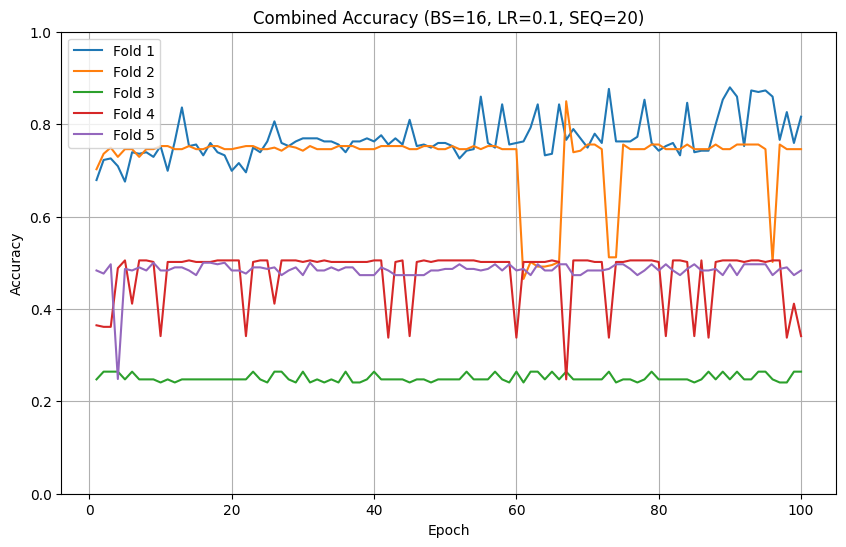 Combined Accuracy (BS=16, LR=0.1, SEQ=20)
1.0
0.8
0.6
0.4
0.2
0.0
Accuracy
Fold 1
Fold 2
Fold 3
Fold 4
Fold 5
0 20 40 60 80 100
Epoch